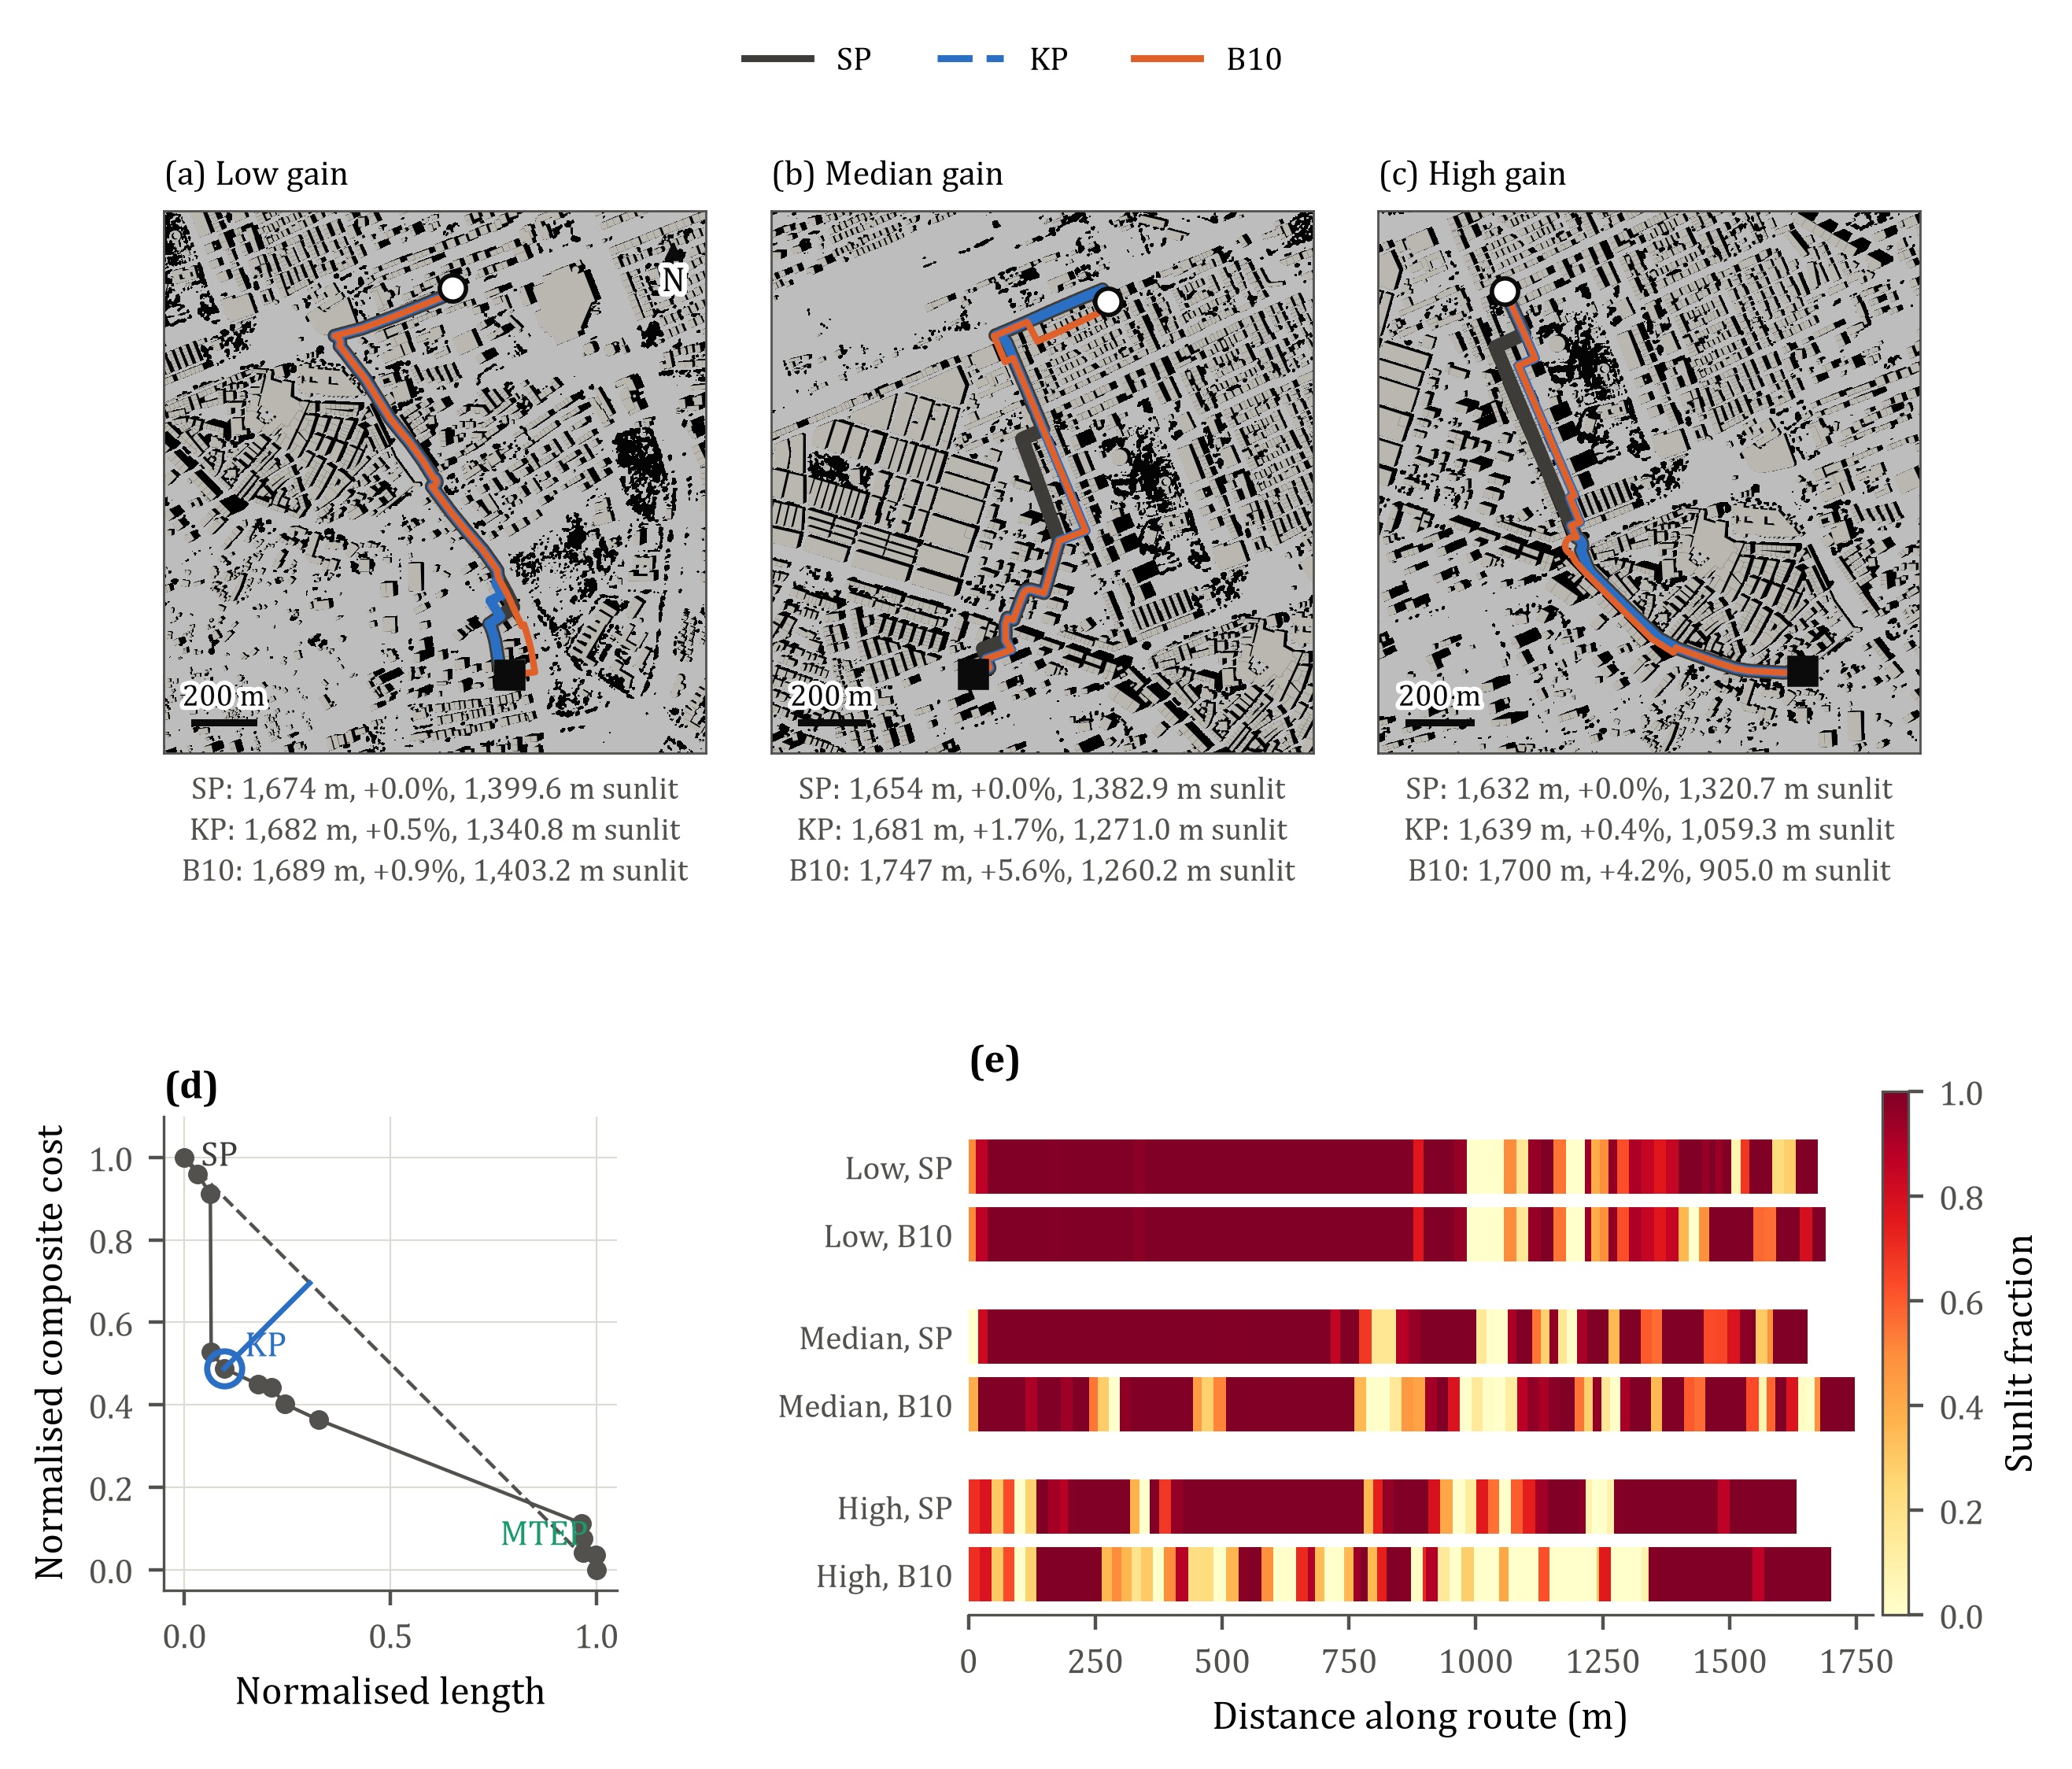 SP KP B10
(a) Low gain
N
200 m
SP: 1,674 m, +0.0%, 1,399.6 m sunlit
KP: 1,682 m, +0.5%, 1,340.8 m sunlit
B10: 1,689 m, +0.9%, 1,403.2 m sunlit
(b) Median gain
200 m
SP: 1,654 m, +0.0%, 1,382.9 m sunlit
KP: 1,681 m, +1.7%, 1,271.0 m sunlit
B10: 1,747 m, +5.6%, 1,260.2 m sunlit
(c) High gain
200 m
SP: 1,632 m, +0.0%, 1,320.7 m sunlit
KP: 1,639 m, +0.4%, 1,059.3 m sunlit
B10: 1,700 m, +4.2%, 905.0 m sunlit
(d)
Normalised composite cost
1.0
0.8
0.6
0.4
0.2
0.0
SP
KP
MTEP
0.0 0.5 1.0
Normalised length
(e)
Low, SP
Low, B10
Median, SP
Median, B10
High, SP
High, B10
0 250 500 750 1000 1250 1500 1750
Distance along route (m)
1.0
0.8
0.6
0.4
0.2
0.0
Sunlit fraction